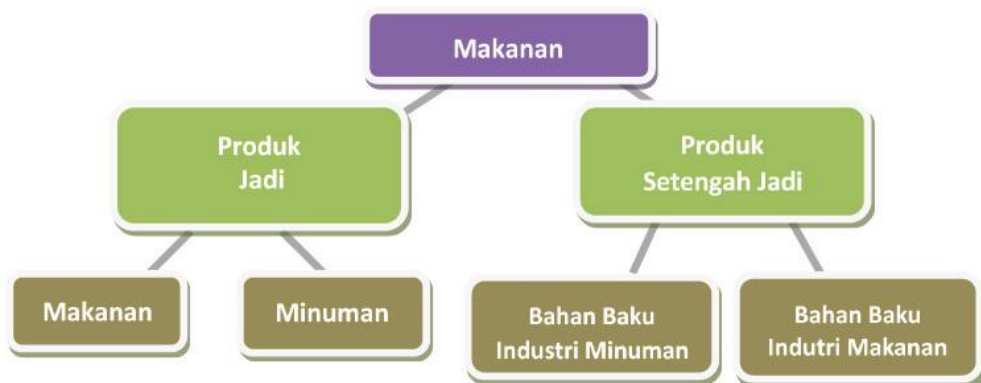 Makanan
Produk
Jadi
Produk
Setengah Jadi
Makanan
Minuman
Bahan Baku
Industri Minuman
Bahan Baku
Indutri Makanan